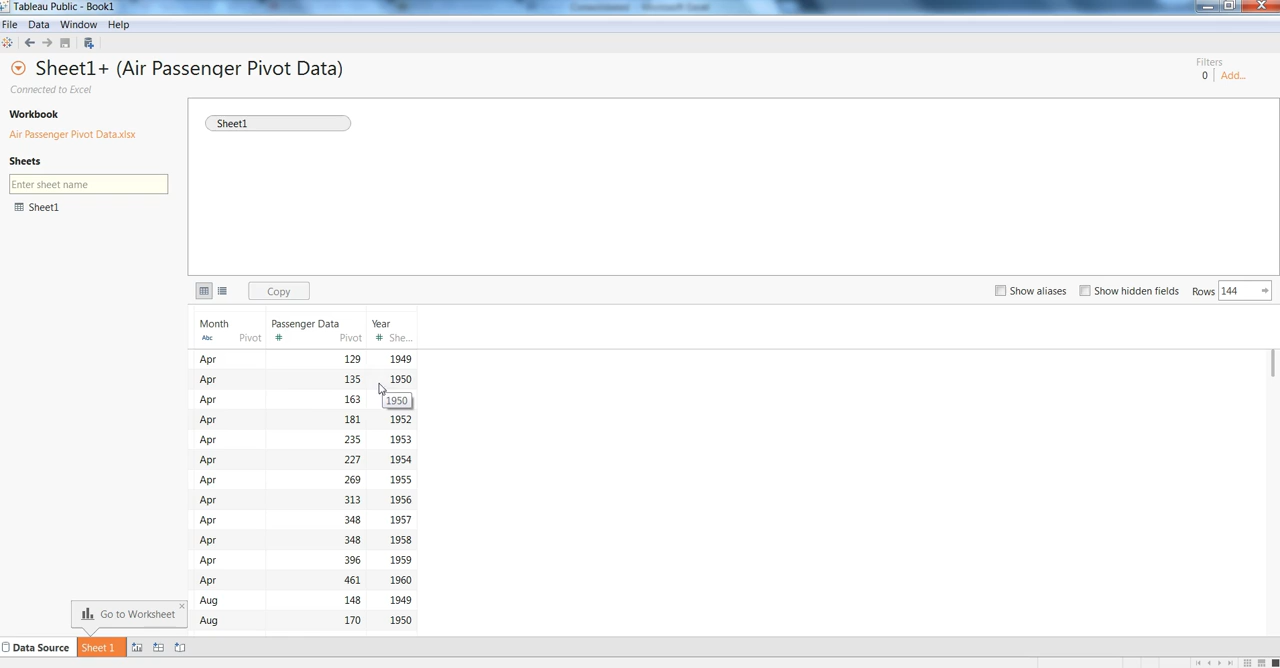 Tableau Public - Book1
Consolidated - Microsoft Excel
File Data Window Help
Sheet1+ (Air Passenger Pivot Data)
Connected to Excel
Filters
0 Add...
Workbook
Air Passenger Pivot Data.xlsx
Sheets
Enter sheet name
Sheet1
Sheet1
Copy
Show aliases Show hidden fields Rows 144
Month Passenger Data Year
Abc Pivot # Pivot # She...
Apr 129 1949
Apr 135 1950
Apr 163 1950
Apr 181 1952
Apr 235 1953
Apr 227 1954
Apr 269 1955
Apr 313 1956
Apr 348 1957
Apr 348 1958
Apr 396 1959
Apr 461 1960
Aug 148 1949
Aug 170 1950
Go to Worksheet
Data Source Sheet 1